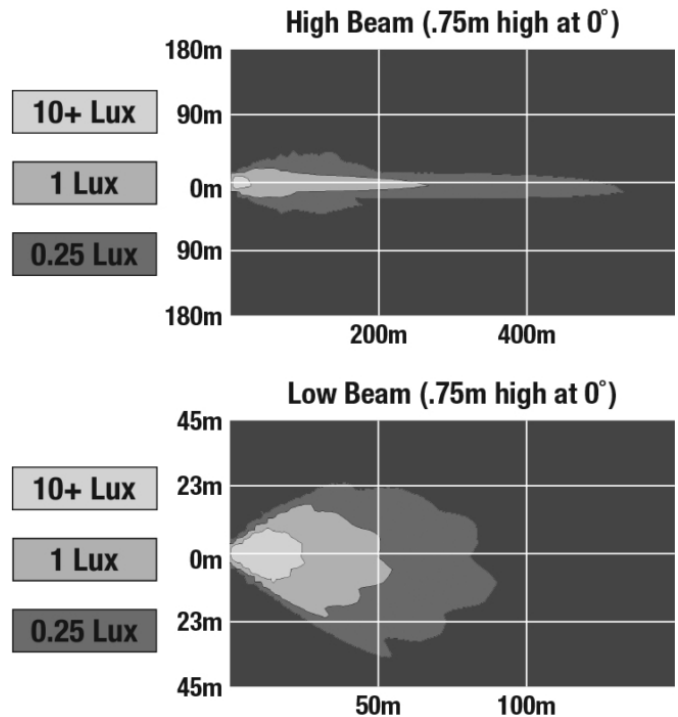 High Beam (.75m high at 0˚)
180m
10+ Lux
90m
1 Lux
0m
0.25 Lux
90m
180m
200m
400m
Low Beam (.75m high at 0˚)
45m
10+ Lux
23m
1 Lux
0m
0.25 Lux
23m
45m
50m
100m